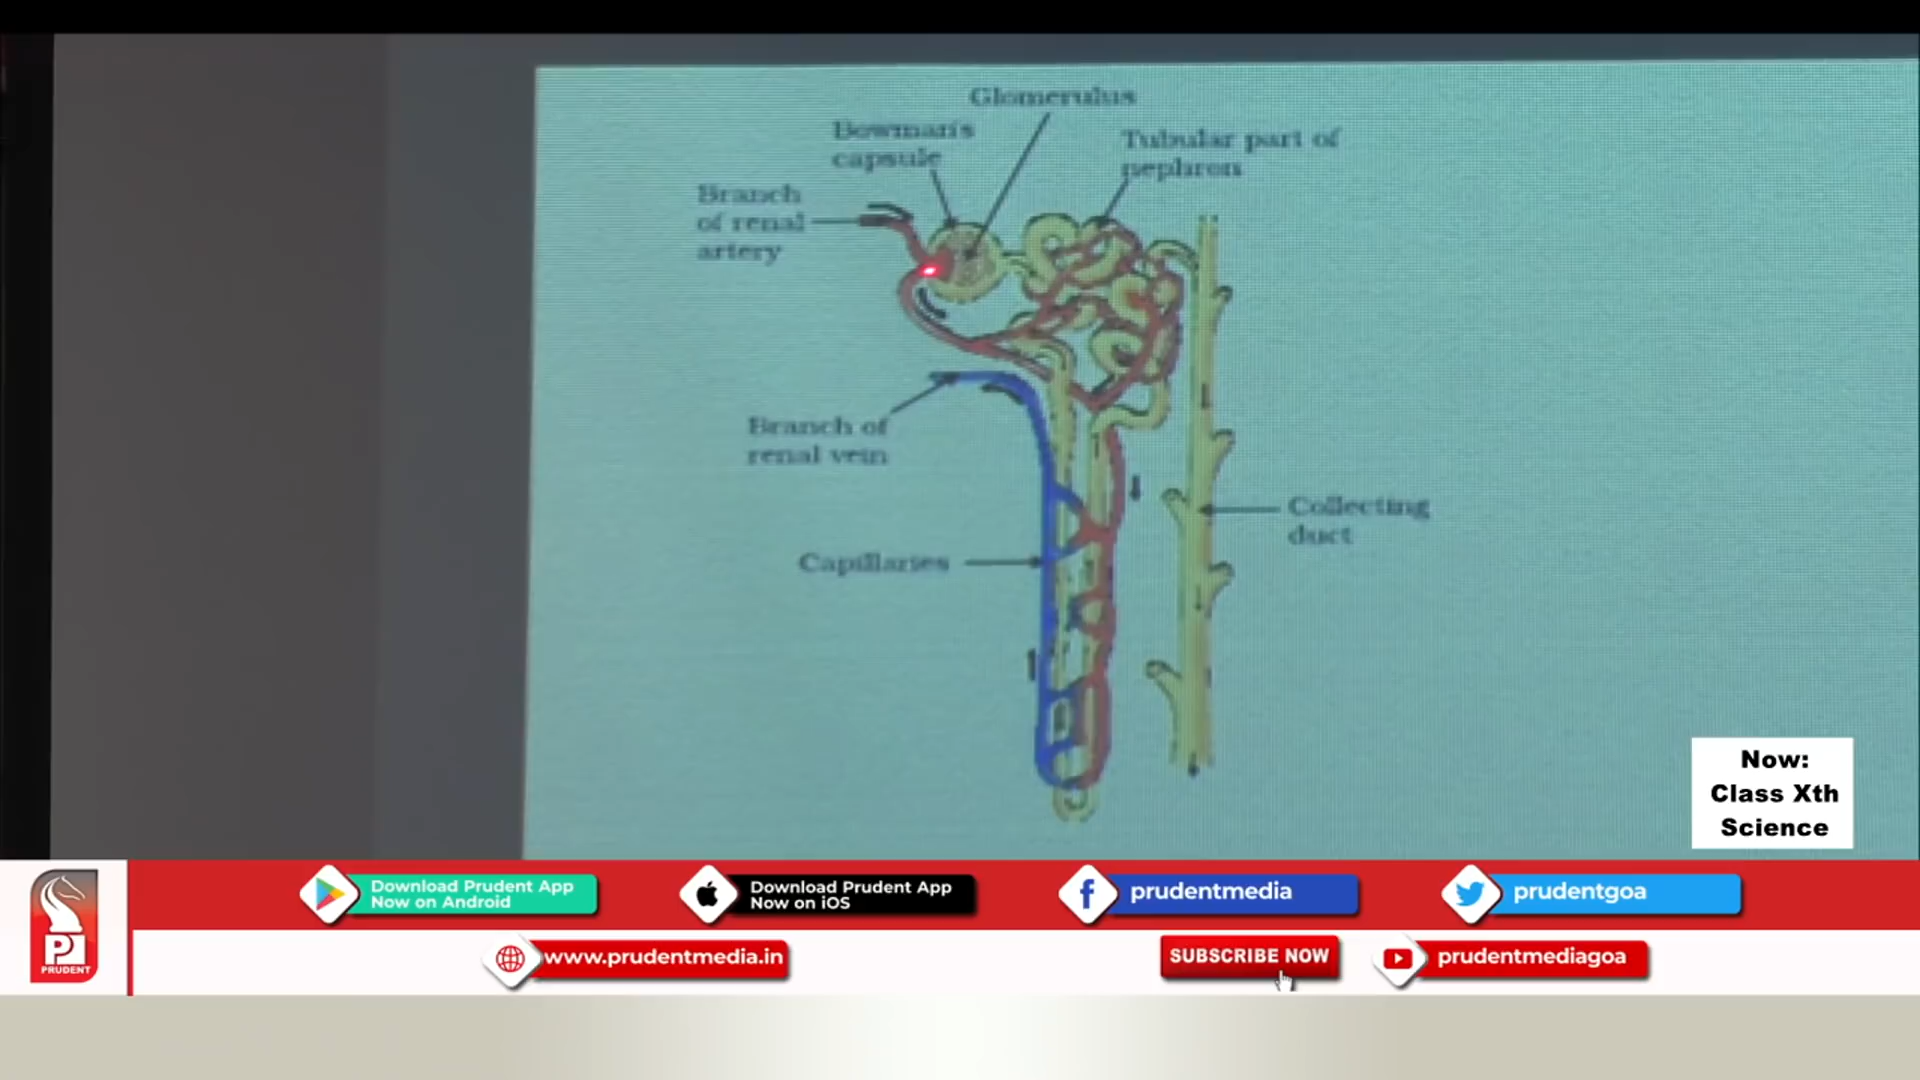 Glomerulus
Bowman's
capsule
Tubular part of
nephron
Branch
of renal
artery
Branch of
renal vein
Collecting
duct
Capillaries
Now:
Class Xth
Science
Download Prudent App
Now on Android
Download Prudent App
Now on iOS
prudentmedia
prudentgoa
PRUDENT
www.prudentmedia.in
SUBSCRIBE NOW
prudentmediagoa